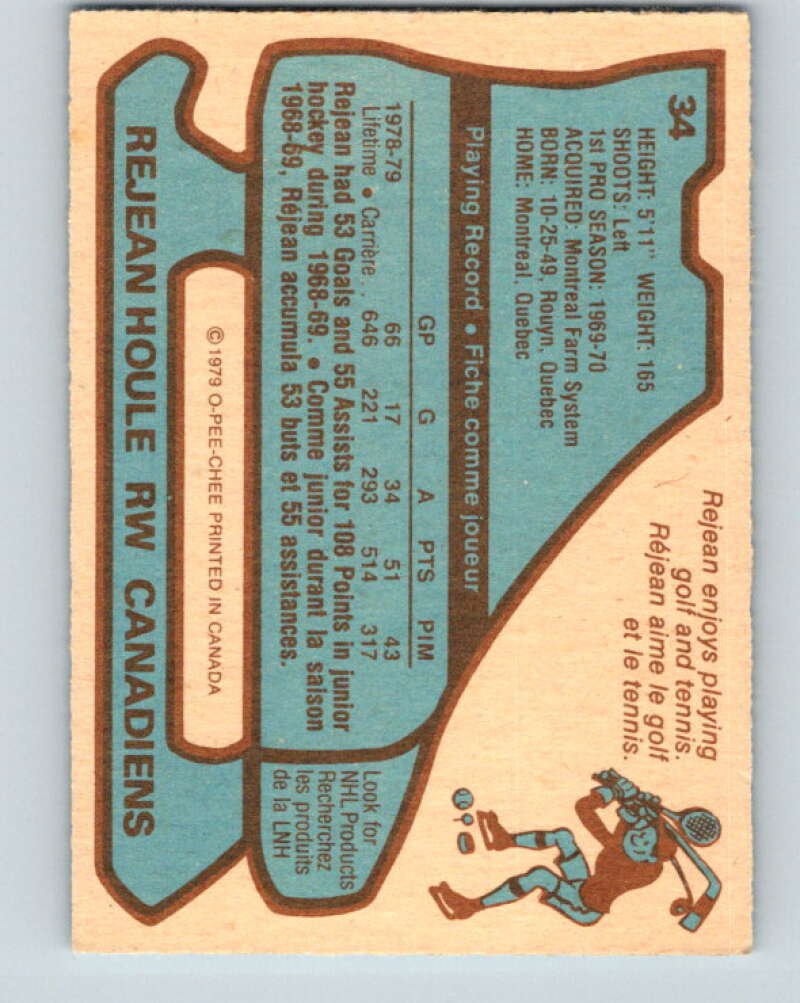 34
HEIGHT: 5'11" WEIGHT: 165
SHOOTS: Left
1st PRO SEASON: 1969-70
ACQUIRED: Montreal Farm System
BORN: 10-25-49, Rouyn, Quebec
HOME: Montreal, Quebec
Rejean enjoys playing
golf and tennis.
Réjean aime le golf
et le tennis.
Playing Record • Fiche comme joueur
GP G A PTS PIM
1978-79 66 17 34 51 43
Lifetime • Carrière . . 646 221 293 514 317
Rejean had 53 Goals and 55 Assists for 108 Points in junior
hockey during 1968-69. • Comme junior durant la saison
1968-69, Réjean accumula 53 buts et 55 assistances.
Look for
NHL Products
Recherchez
les produits
de la LNH
© 1979 O-PEE-CHEE PRINTED IN CANADA
REJEAN HOULE RW CANADIENS